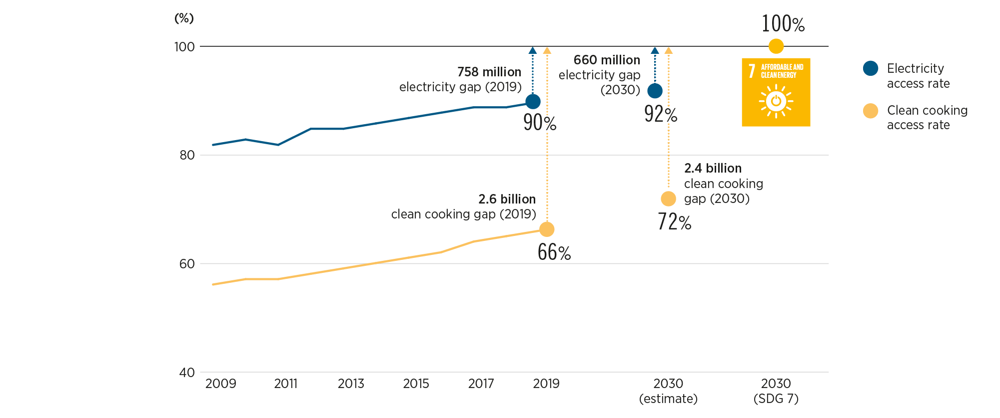 (%)
100%
100
7 AFFORDABLE AND
CLEAN ENERGY
758 million
electricity gap (2019)
660 million
electricity gap
(2030)
90%
92%
Electricity
access rate
Clean cooking
access rate
80
2.4 billion
clean cooking
gap (2030)
72%
2.6 billion
clean cooking gap (2019)
66%
60
40
2009
2011
2013
2015
2017
2019
2030
(estimate)
2030
(SDG 7)